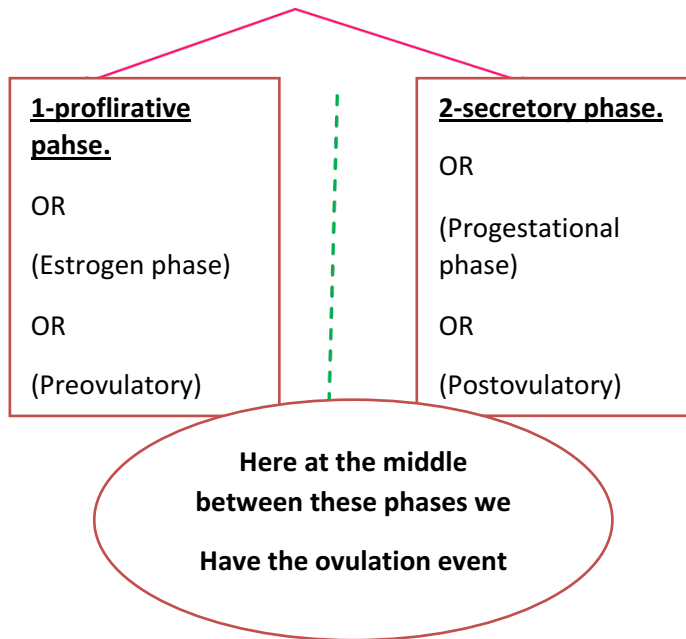 1-proflirative
pahse.
OR
(Estrogen phase)
OR
(Preovulatory)
2-secretory phase.
OR
(Progestational
phase)
OR
(Postovulatory)
Here at the middle
between these phases we
Have the ovulation event